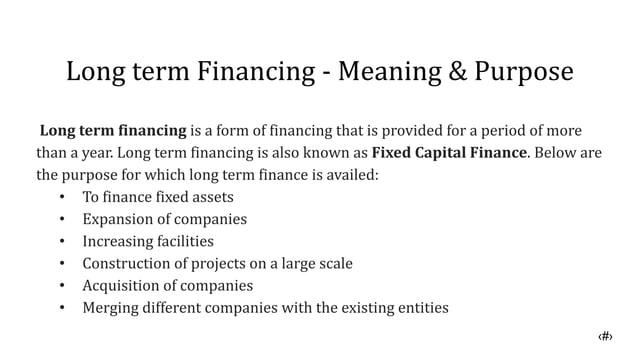 Long term Financing - Meaning & Purpose
Long term financing is a form of financing that is provided for a period of more
than a year. Long term financing is also known as Fixed Capital Finance. Below are
the purpose for which long term finance is availed:
• To finance fixed assets
• Expansion of companies
• Increasing facilities
• Construction of projects on a large scale
• Acquisition of companies
• Merging different companies with the existing entities
‹#›